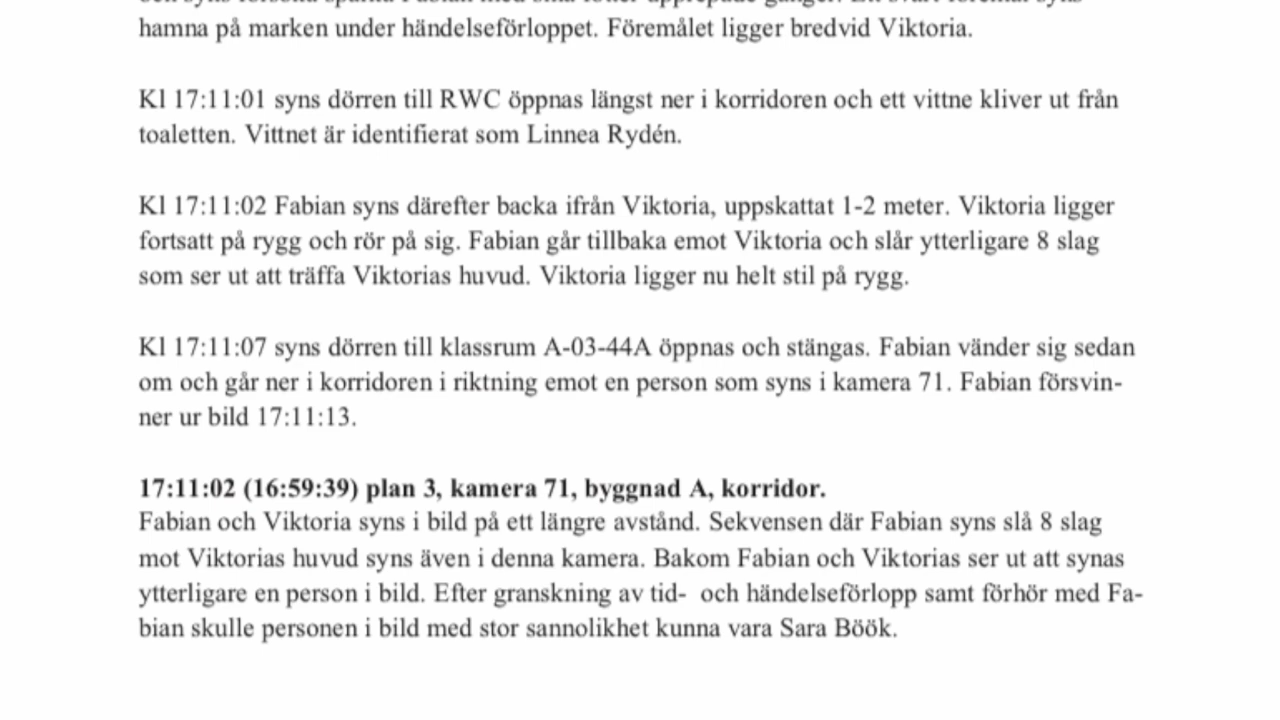 hamna på marken under händelseförloppet. Föremålet ligger bredvid Viktoria.
Kl 17:11:01 syns dörren till RWC öppnas längst ner i korridoren och ett vittne kliver ut från
toaletten. Vittnet är identifierat som Linnea Rydén.
Kl 17:11:02 Fabian syns därefter backa ifrån Viktoria, uppskattat 1-2 meter. Viktoria ligger
fortsatt på rygg och rör på sig. Fabian går tillbaka emot Viktoria och slår ytterligare 8 slag
som ser ut att träffa Viktorias huvud. Viktoria ligger nu helt stil på rygg.
Kl 17:11:07 syns dörren till klassrum A-03-44A öppnas och stängas. Fabian vänder sig sedan
om och går ner i korridoren i riktning emot en person som syns i kamera 71. Fabian försvin-
ner ur bild 17:11:13.
17:11:02 (16:59:39) plan 3, kamera 71, byggnad A, korridor.
Fabian och Viktoria syns i bild på ett längre avstånd. Sekvensen där Fabian syns slå 8 slag
mot Viktorias huvud syns även i denna kamera. Bakom Fabian och Viktorias ser ut att synas
ytterligare en person i bild. Efter granskning av tid-  och händelseförlopp samt förhör med Fa-
bian skulle personen i bild med stor sannolikhet kunna vara Sara Böök.